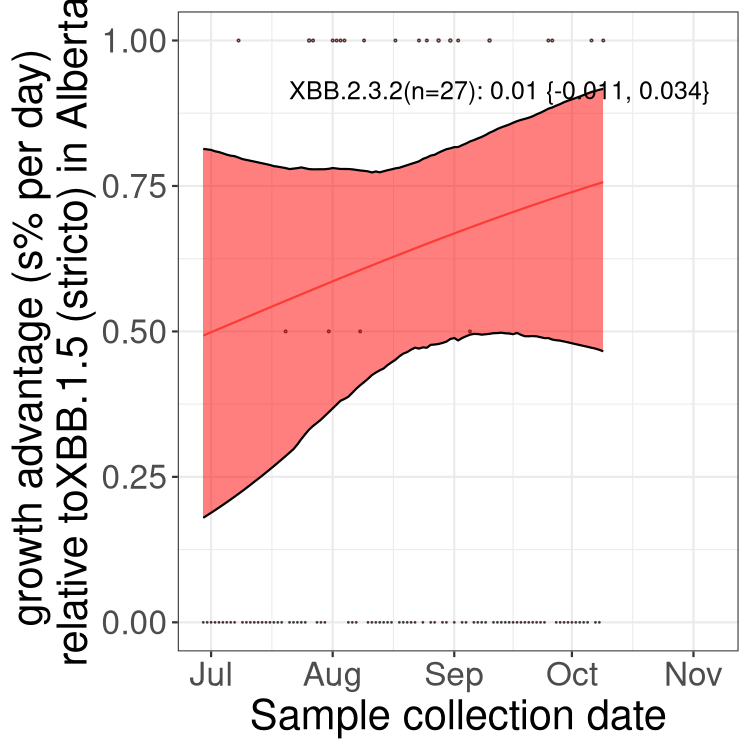 growth advantage (s% per day)
relative toXBB.1.5 (stricto) in Alberta
1.00
0.75
0.50
0.25
0.00
XBB.2.3.2(n=27): 0.01 {-0.011, 0.034}
Jul Aug Sep Oct Nov
Sample collection date